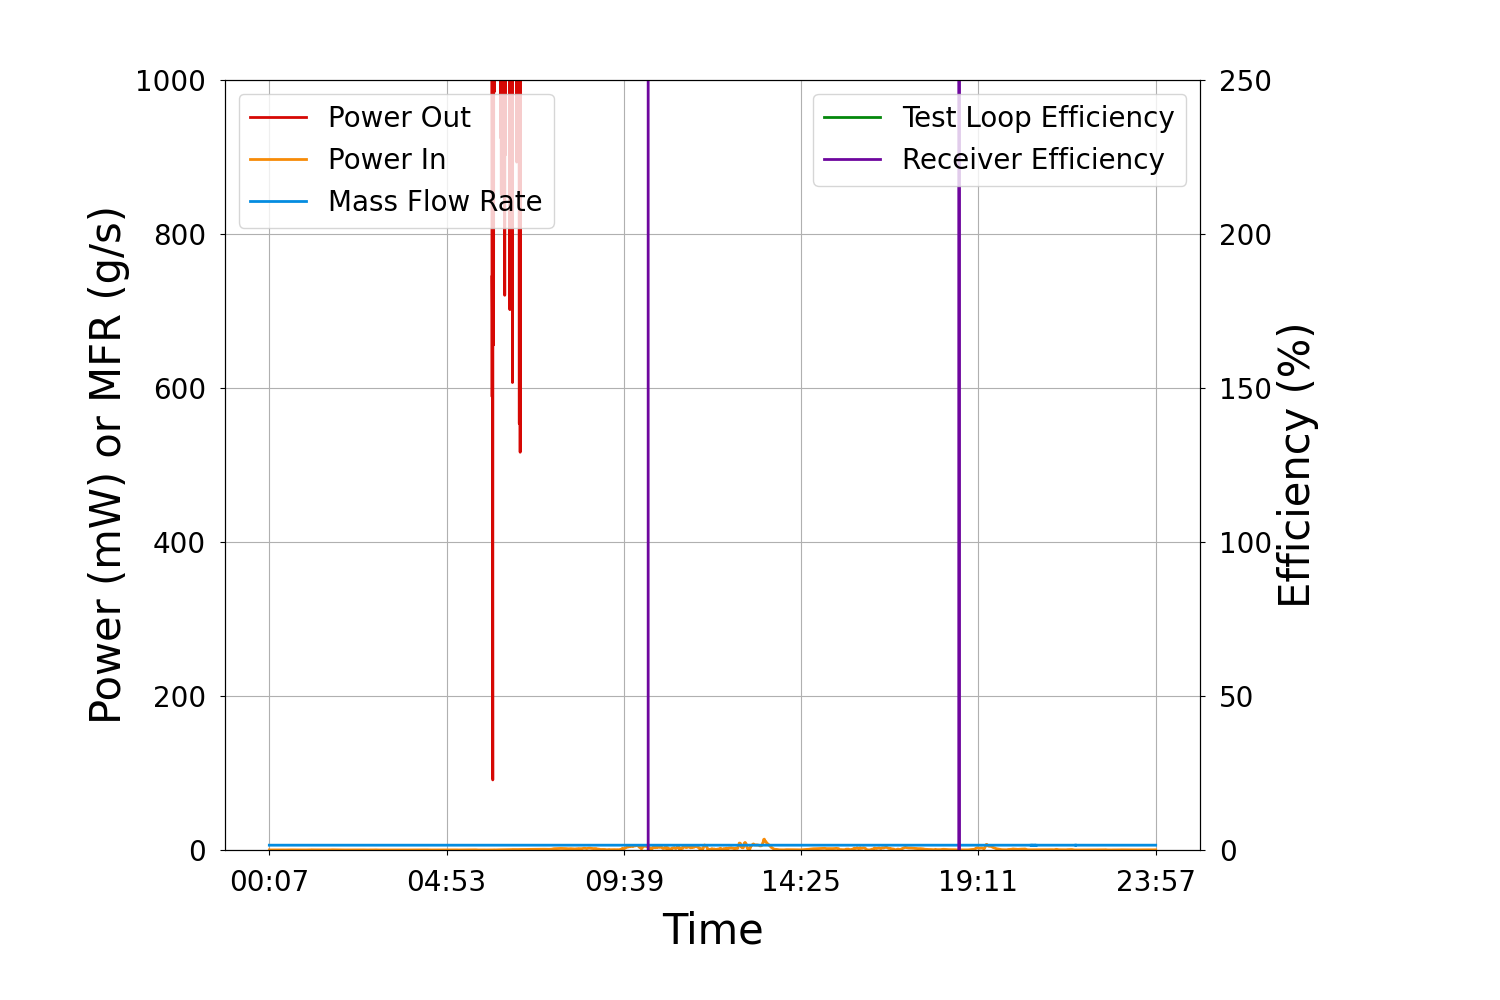 1000
800
600
400
200
0
Power (mW) or MFR (g/s)
Power Out
Power In
Mass Flow Rate
Test Loop Efficiency
Receiver Efficiency
250
200
150
100
50
0
Efficiency (%)
00:07 04:53 09:39 14:25 19:11 23:57
Time